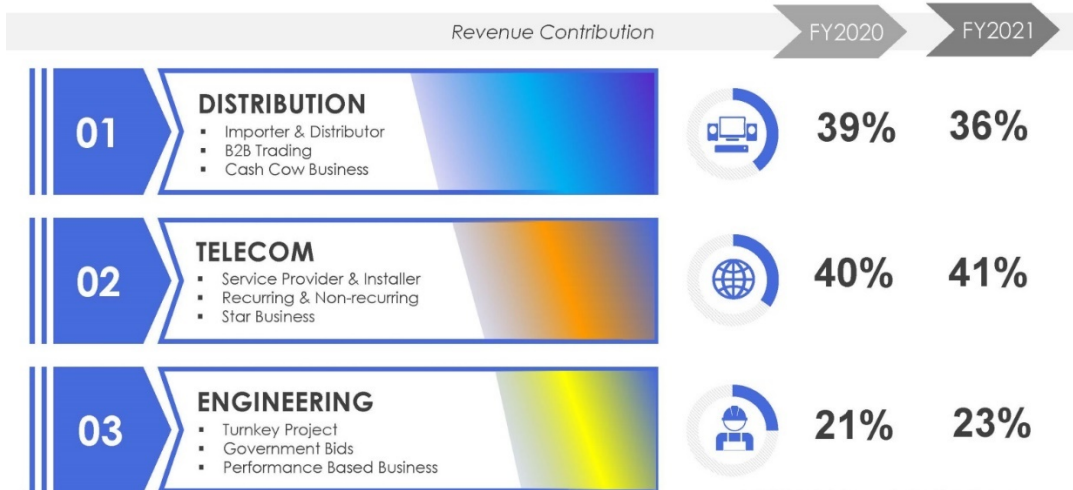 Revenue Contribution FY2020 FY2021
01
DISTRIBUTION
▪ Importer & Distributor
▪ B2B Trading
▪ Cash Cow Business
39% 36%
02
TELECOM
▪ Service Provider & Installer
▪ Recurring & Non-recurring
▪ Star Business
40% 41%
03
ENGINEERING
▪ Turnkey Project
▪ Government Bids
▪ Performance Based Business
21% 23%